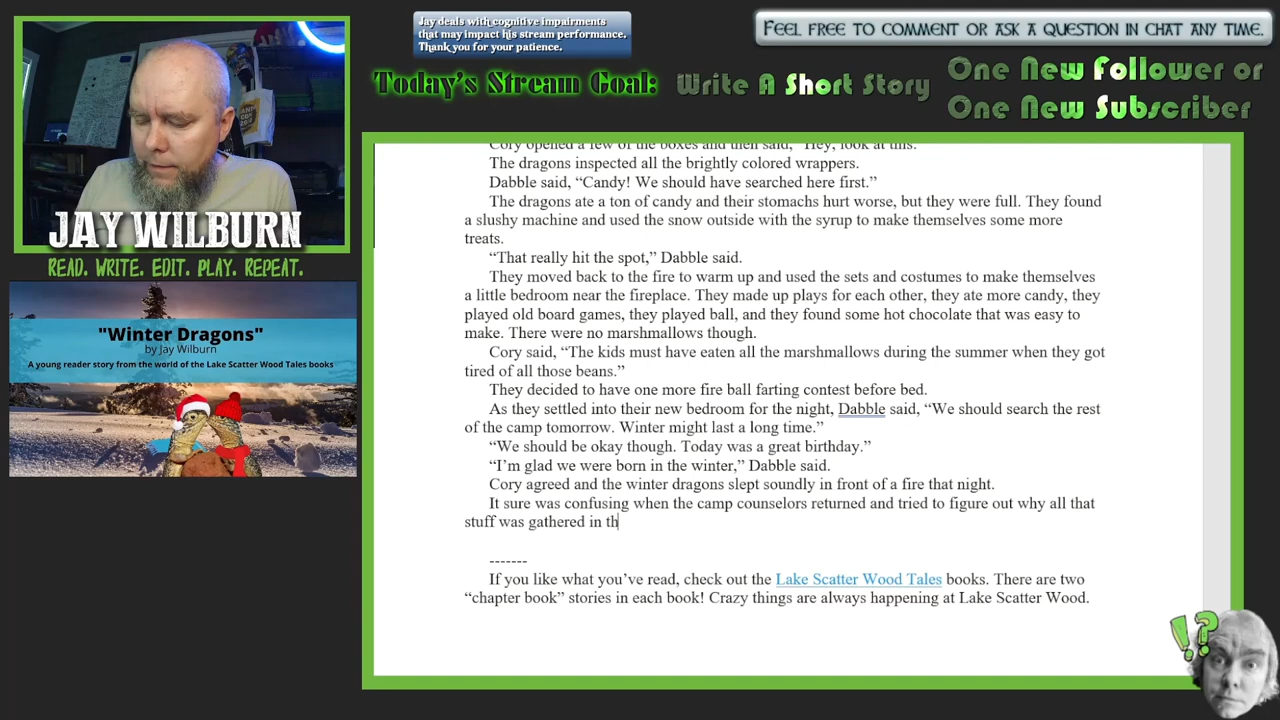 Jay deals with cognitive impairments
that may impact his stream performance.
Thank you for your patience.
Feel free to comment or ask a question in chat any time.
Today's Stream Goal:
Write A Short Story
One New Follower or
One New Subscriber
JAY WILBURN
READ. WRITE. EDIT. PLAY. REPEAT.
"Winter Dragons"
by Jay Wilburn
A young reader story from the world of the Lake Scatter Wood Tales books
Cory opened a few of the boxes and then said, “Hey, look at this.”
The dragons inspected all the brightly colored wrappers.
Dabble said, “Candy! We should have searched here first.”
The dragons ate a ton of candy and their stomachs hurt worse, but they were full. They found
a slushy machine and used the snow outside with the syrup to make themselves some more
treats.
“That really hit the spot,” Dabble said.
They moved back to the fire to warm up and used the sets and costumes to make themselves
a little bedroom near the fireplace. They made up plays for each other, they ate more candy, they
played old board games, they played ball, and they found some hot chocolate that was easy to
make. There were no marshmallows though.
Cory said, “The kids must have eaten all the marshmallows during the summer when they got
tired of all those beans.”
They decided to have one more fire ball farting contest before bed.
As they settled into their new bedroom for the night, Dabble said, “We should search the rest
of the camp tomorrow. Winter might last a long time.”
“We should be okay though. Today was a great birthday.”
“I’m glad we were born in the winter,” Dabble said.
Cory agreed and the winter dragons slept soundly in front of a fire that night.
It sure was confusing when the camp counselors returned and tried to figure out why all that
stuff was gathered in th
-------
If you like what you’ve read, check out the Lake Scatter Wood Tales books. There are two
“chapter book” stories in each book! Crazy things are always happening at Lake Scatter Wood.
!?